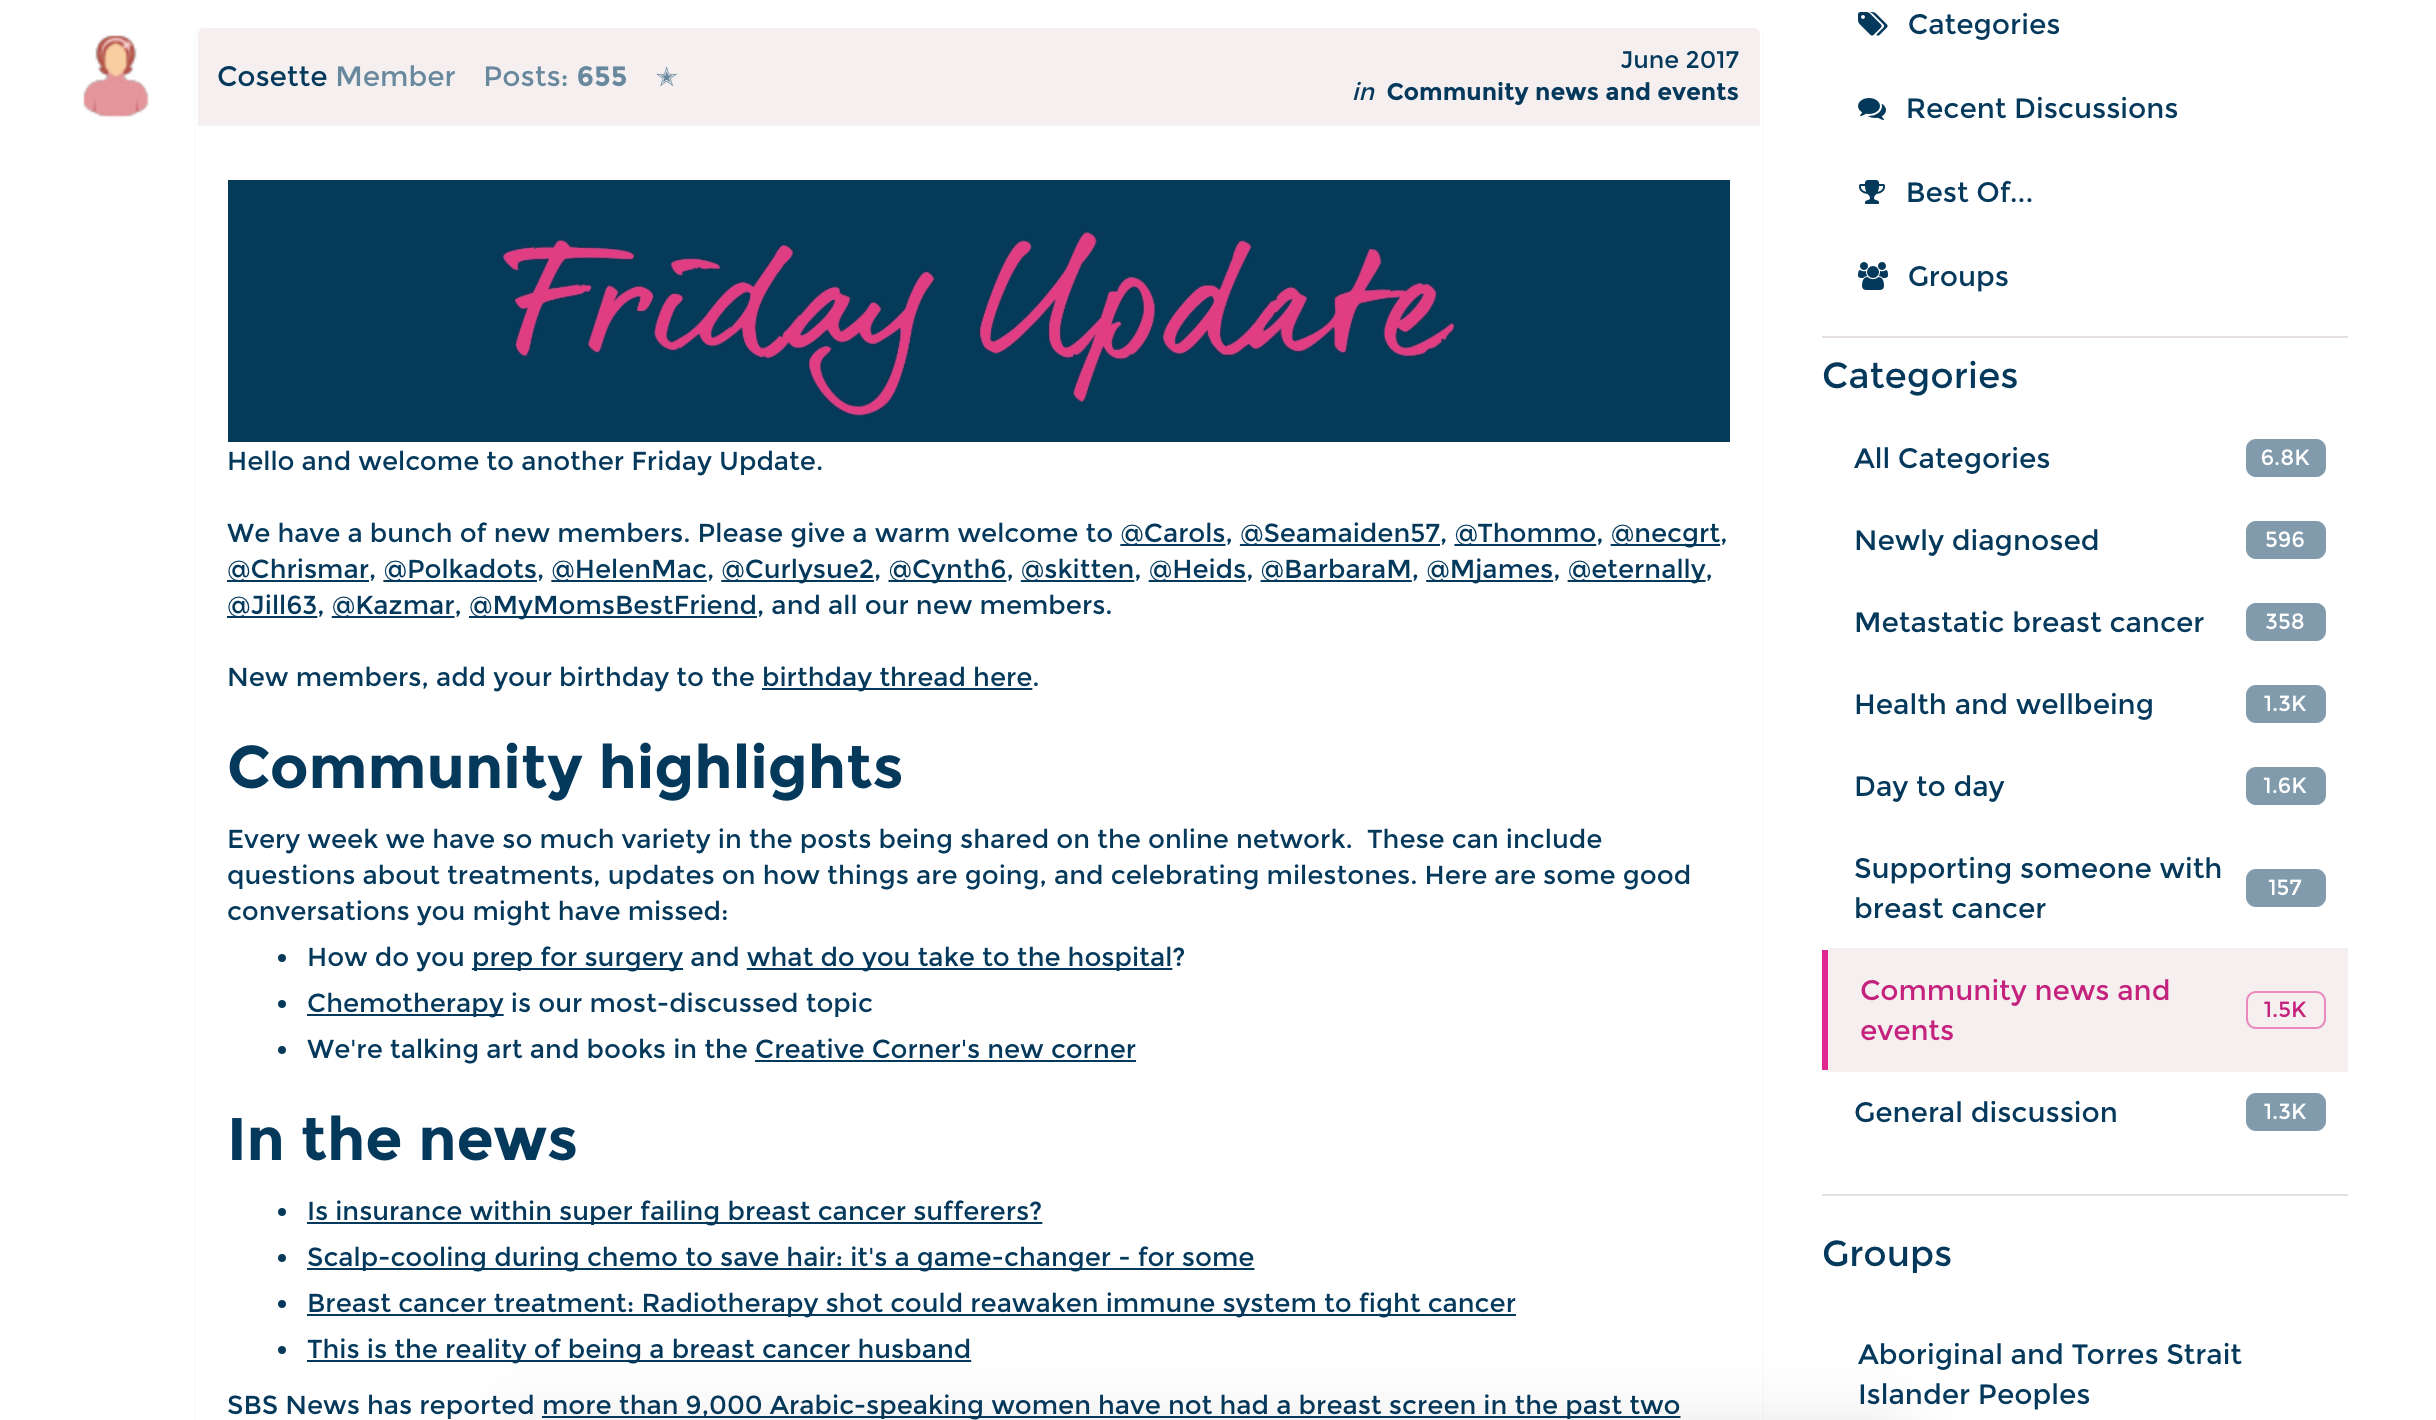 Cosette Member Posts: 655
June 2017
in Community news and events
Friday Update
Hello and welcome to another Friday Update.
We have a bunch of new members. Please give a warm welcome to @Carols, @Seamaiden57, @Thommo, @necgrt,
@Chrismar, @Polkadots, @HelenMac, @Curlysue2, @Cynth6, @skitten, @Heids, @BarbaraM, @Mjames, @eternally,
@Jill63, @Kazmar, @MyMomsBestFriend, and all our new members.
New members, add your birthday to the birthday thread here.
Community highlights
Every week we have so much variety in the posts being shared on the online network.  These can include
questions about treatments, updates on how things are going, and celebrating milestones. Here are some good
conversations you might have missed:
• How do you prep for surgery and what do you take to the hospital?
• Chemotherapy is our most-discussed topic
• We're talking art and books in the Creative Corner's new corner
In the news
• Is insurance within super failing breast cancer sufferers?
• Scalp-cooling during chemo to save hair: it's a game-changer - for some
• Breast cancer treatment: Radiotherapy shot could reawaken immune system to fight cancer
• This is the reality of being a breast cancer husband
SBS News has reported more than 9,000 Arabic-speaking women have not had a breast screen in the past two
Categories
Recent Discussions
Best Of...
Groups
Categories
All Categories 6.8K
Newly diagnosed 596
Metastatic breast cancer 358
Health and wellbeing 1.3K
Day to day 1.6K
Supporting someone with
breast cancer 157
Community news and
events 1.5K
General discussion 1.3K
Groups
Aboriginal and Torres Strait
Islander Peoples